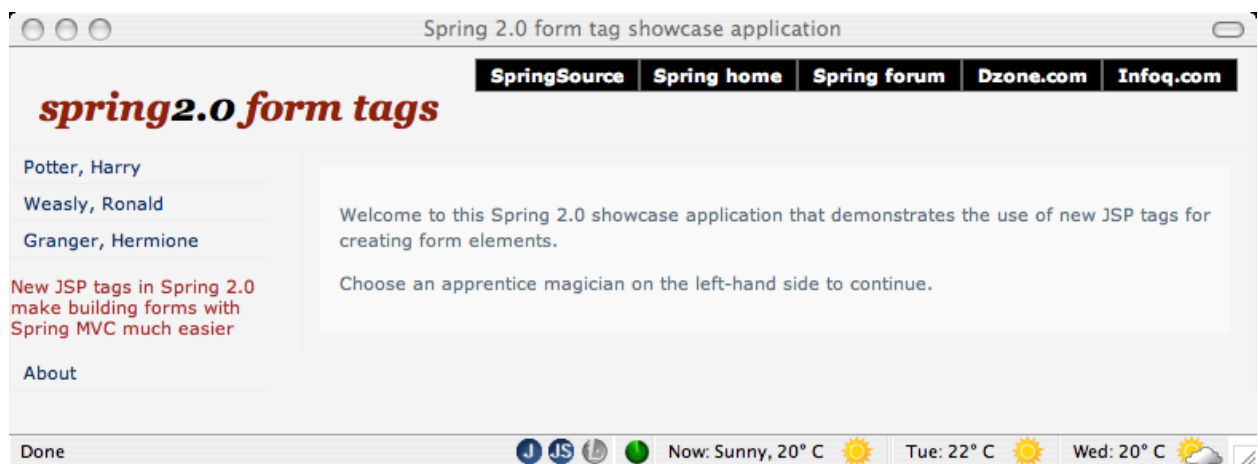 Spring 2.0 form tag showcase application
SpringSource Spring home Spring forum Dzone.com Infoq.com
spring2.0 form tags
Potter, Harry
Weasly, Ronald
Granger, Hermione
New JSP tags in Spring 2.0
make building forms with
Spring MVC much easier
About
Welcome to this Spring 2.0 showcase application that demonstrates the use of new JSP tags for
creating form elements.
Choose an apprentice magician on the left-hand side to continue.
Done J JS Now: Sunny, 20° C Tue: 22° C Wed: 20° C